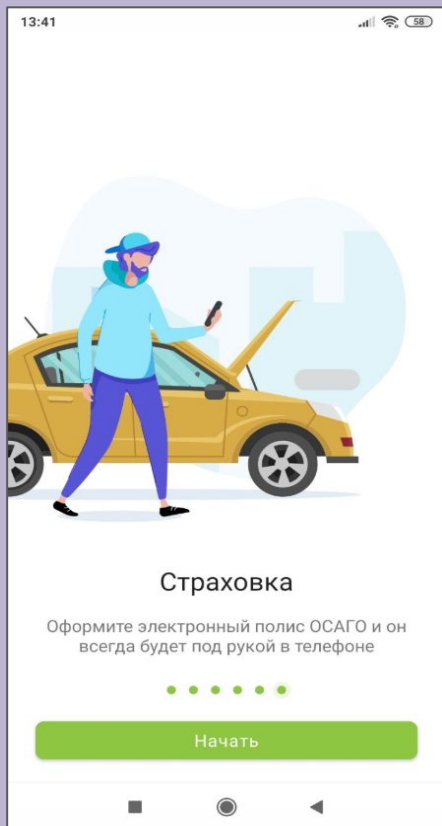 13:41
58
Страховка
Оформите электронный полис ОСАГО и он
всегда будет под рукой в телефоне
Начать